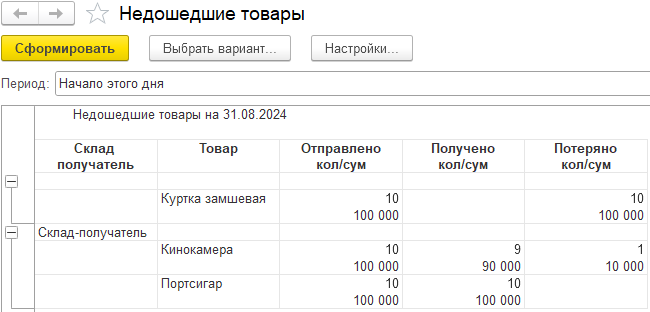 Недошедшие товары
Сформировать Выбрать вариант... Настройки...
Период: Начало этого дня
Недошедшие товары на 31.08.2024
Склад Товар Отправлено Получено Потеряно
получатель кол/сум кол/сум кол/сум
Куртка замшевая 10 10
100 000 100 000
Склад-получатель
Кинокамера 10 9 1
100 000 90 000 10 000
Портсигар 10 10
100 000 100 000